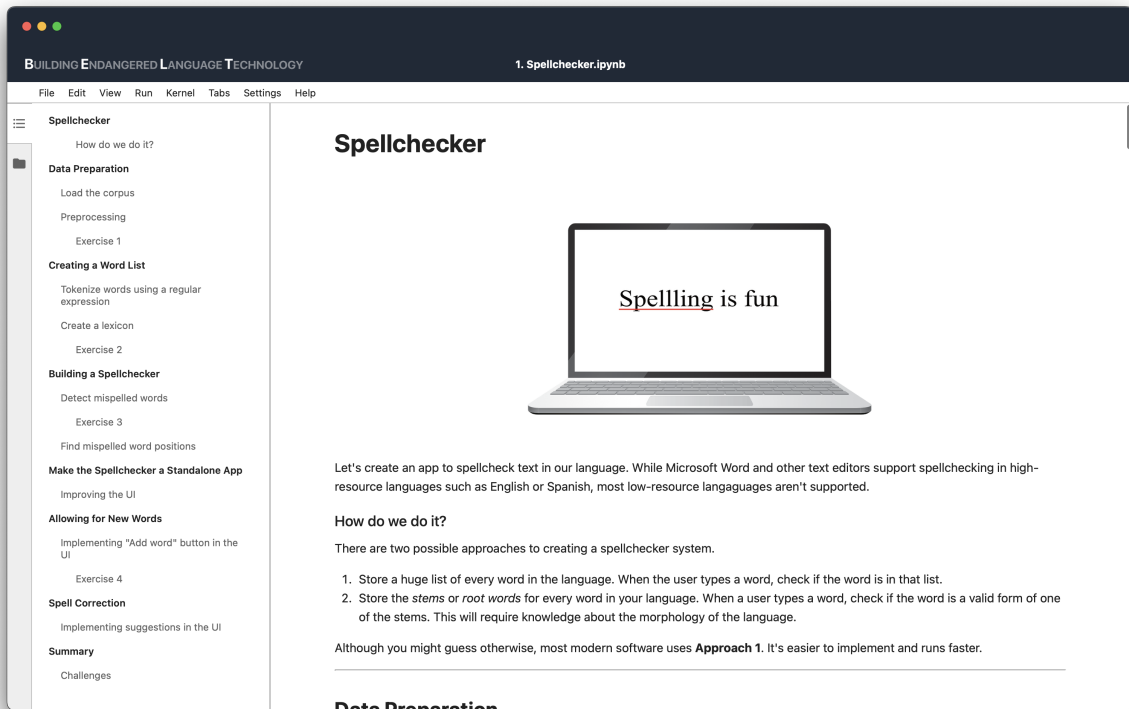 BUILDING ENDANGERED LANGUAGE TECHNOLOGY
1. Spellchecker.ipynb
File Edit View Run Kernel Tabs Settings Help
Spellchecker
How do we do it?
Data Preparation
Load the corpus
Preprocessing
Exercise 1
Creating a Word List
Tokenize words using a regular
expression
Create a lexicon
Exercise 2
Building a Spellchecker
Detect mispelled words
Exercise 3
Find mispelled word positions
Make the Spellchecker a Standalone App
Improving the UI
Allowing for New Words
Implementing "Add word" button in the
UI
Exercise 4
Spell Correction
Implementing suggestions in the UI
Summary
Challenges
Spellchecker
Spellling is fun
Let's create an app to spellcheck text in our language. While Microsoft Word and other text editors support spellchecking in high-
resource languages such as English or Spanish, most low-resource langaguages aren't supported.
How do we do it?
There are two possible approaches to creating a spellchecker system.
1. Store a huge list of every word in the language. When the user types a word, check if the word is in that list.
2. Store the stems or root words for every word in your language. When a user types a word, check if the word is a valid form of one
of the stems. This will require knowledge about the morphology of the language.
Although you might guess otherwise, most modern software uses Approach 1. It's easier to implement and runs faster.
Data Preparation